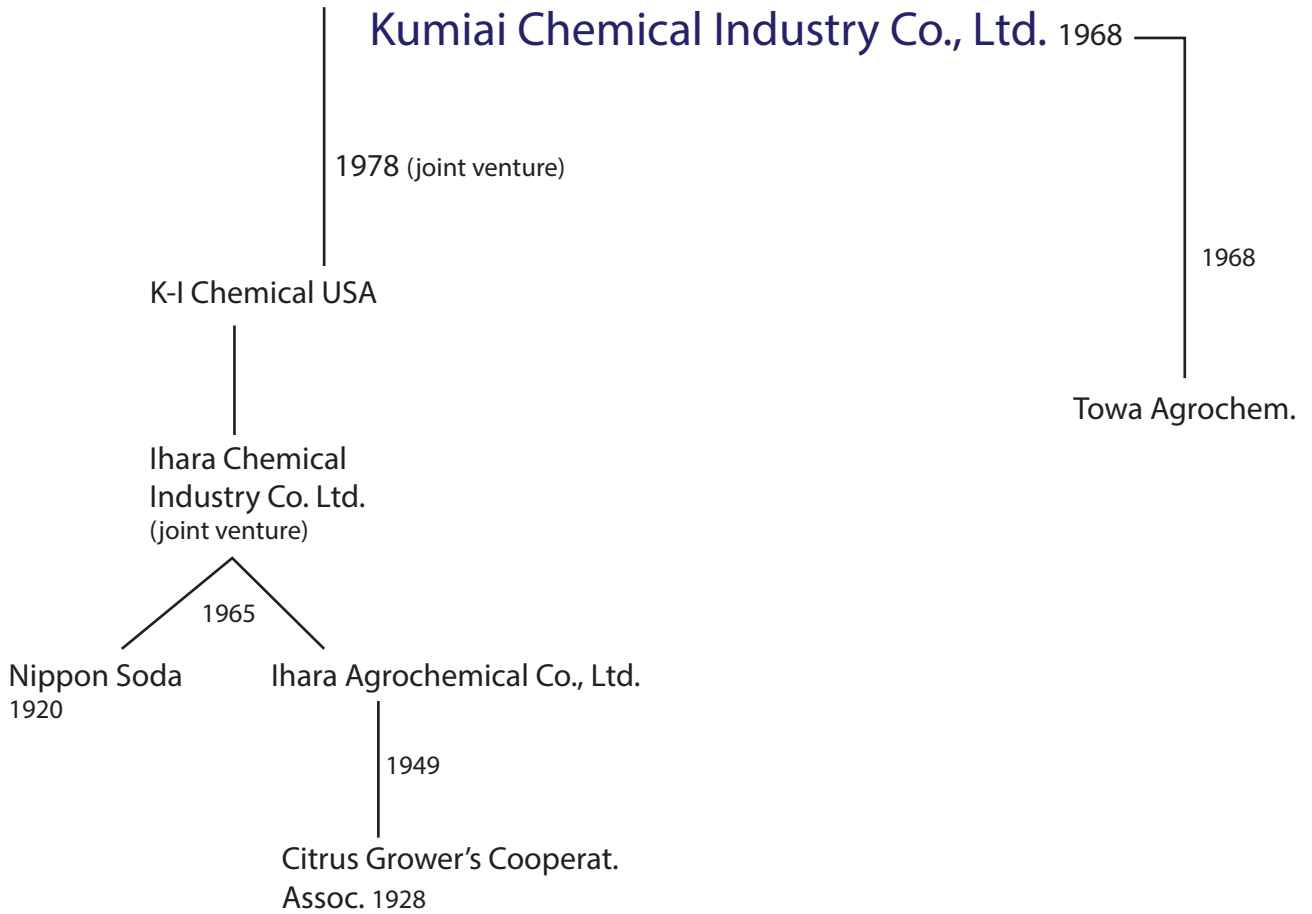 Kumiai Chemical Industry Co., Ltd. 1968
1978 (joint venture)
1968
K-I Chemical USA
Towa Agrochem.
Ihara Chemical
Industry Co. Ltd.
(joint venture)
1965
Nippon Soda
1920
Ihara Agrochemical Co., Ltd.
1949
Citrus Grower's Cooperat.
Assoc. 1928